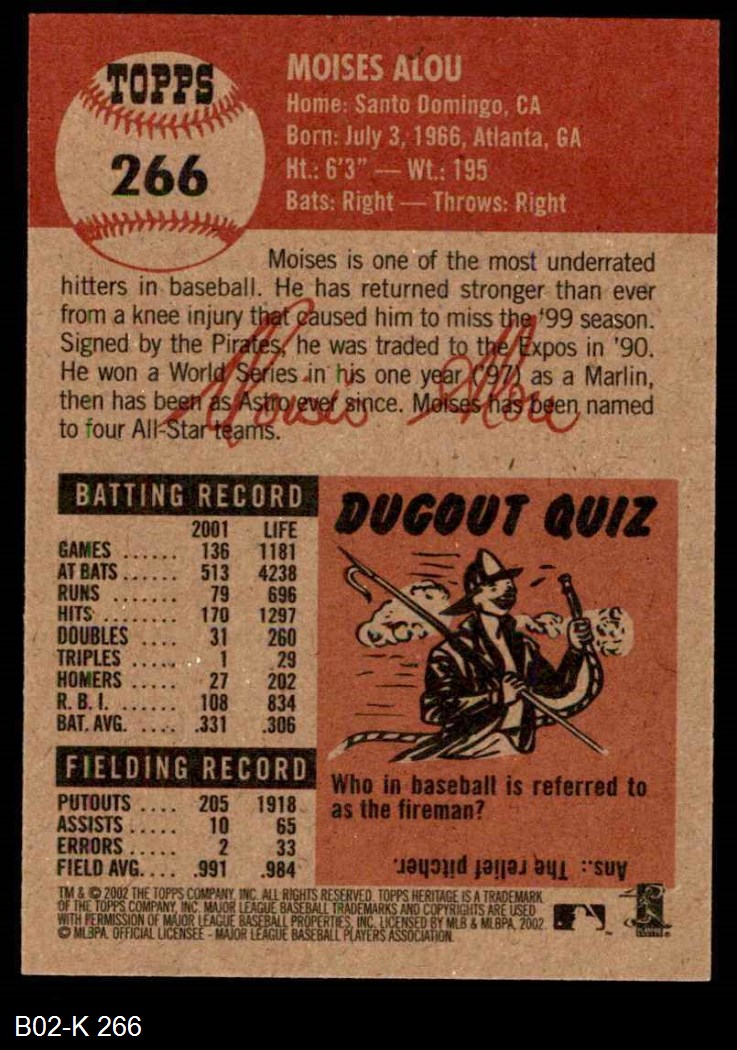 TOPPS
266
MOISES ALOU
Home: Santo Domingo, CA
Born: July 3, 1966, Atlanta, GA
Ht.: 6'3" — Wt.: 195
Bats: Right — Throws: Right
Moises is one of the most underrated
hitters in baseball. He has returned stronger than ever
from a knee injury that caused him to miss the '99 season.
Signed by the Pirates, he was traded to the Expos in '90.
He won a World Series in his one year ('97) as a Marlin,
then has been as Astro ever since. Moises has been named
to four All-Star teams.
Moises Alou
BATTING RECORD
2001 LIFE
GAMES ...... 136 1181
AT BATS ...... 513 4238
RUNS ...... 79 696
HITS ...... 170 1297
DOUBLES .... 31 260
TRIPLES ..... 1 29
HOMERS ..... 27 202
R. B. I. ..... 108 834
BAT. AVG. .... .331 .306
FIELDING RECORD
PUTOUTS .... 205 1918
ASSISTS ..... 10 65
ERRORS ..... 2 33
FIELD AVG. ... .991 .984
DUGOUT QUIZ
Who in baseball is referred to
as the fireman?
Ans.: The relief pitcher.
TM & © 2002 THE TOPPS COMPANY, INC. ALL RIGHTS RESERVED. TOPPS HERITAGE IS A TRADEMARK
OF THE TOPPS COMPANY, INC. MAJOR LEAGUE BASEBALL TRADEMARKS AND COPYRIGHTS ARE USED
WITH PERMISSION OF MAJOR LEAGUE BASEBALL PROPERTIES, INC. LICENSED BY MLB & MLBPA, 2002
© MLBPA. OFFICIAL LICENSEE - MAJOR LEAGUE BASEBALL PLAYERS ASSOCIATION.
B02-K 266